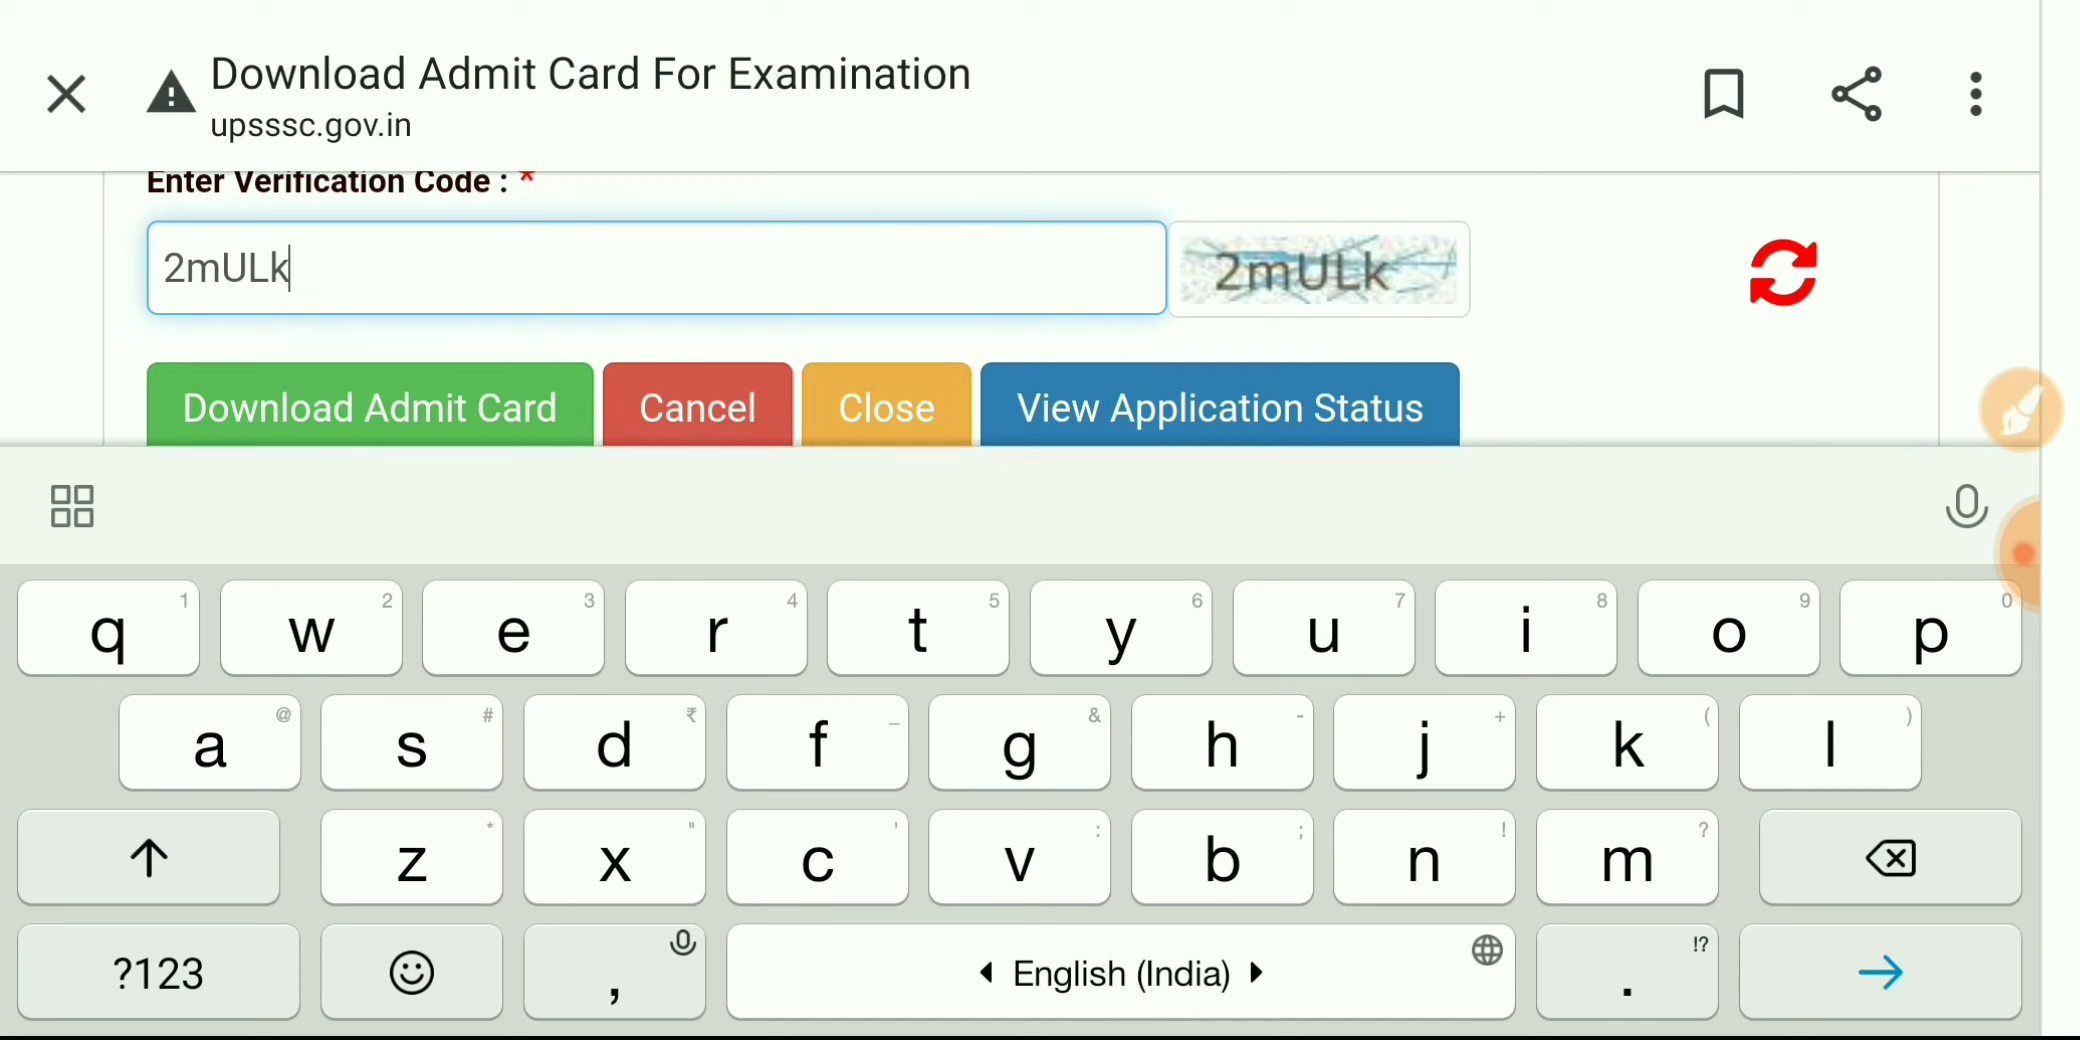 Download Admit Card For Examination
upsssc.gov.in
Enter Verification Code : *
2mULk 2mULk
Download Admit Card Cancel Close View Application Status
q 1 w 2 e 3 r 4 t 5 y 6 u 7 i 8 o 9 p 0
a @ s # d ₹ f _ g & h - j + k ( l )
z * x " c ' v : b ; n ! m ?
?123 , English (India) . !?